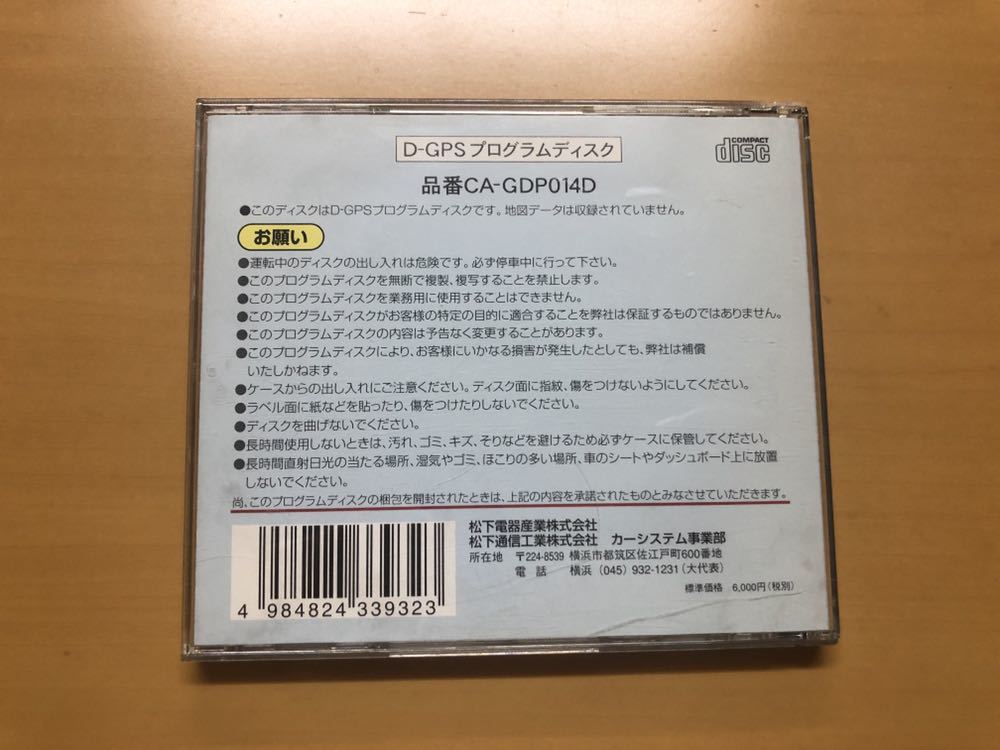 D-GPSプログラムディスク
COMPACT
disc
品番CA-GDP014D
●このディスクはD-GPSプログラムディスクです。地図データは収録されていません。
お願い
●運転中のディスクの出し入れは危険です。必ず停車中に行って下さい。
●このプログラムディスクを無断で複製、複写することを禁止します。
●このプログラムディスクを業務用に使用することはできません。
●このプログラムディスクがお客様の特定の目的に適合することを弊社は保証するものではありません。
●このプログラムディスクの内容は予告なく変更することがあります。
●このプログラムディスクにより、お客様にいかなる損害が発生したとしても、弊社は補償
いたしかねます。
●ケースからの出し入れにご注意ください。ディスク面に指紋、傷をつけないようにしてください。
●ラベル面に紙などを貼ったり、傷をつけたりしないでください。
●ディスクを曲げないでください。
●長時間使用しないときは、汚れ、ゴミ、キズ、そりなどを避けるため必ずケースに保管してください。
●長時間直射日光の当たる場所、湿気やゴミ、ほこりの多い場所、車のシートやダッシュボード上に放置
しないでください。
尚、このプログラムディスクの梱包を開封されたときは、上記の内容を承諾されたものとみなさせていただきます。
松下電器産業株式会社
松下通信工業株式会社 カーシステム事業部
所在地 〒224-8539 横浜市都筑区佐江戸町600番地
電話 横浜(045)932-1231(大代表)
標準価格 6,000円(税別)
4 984824 339323